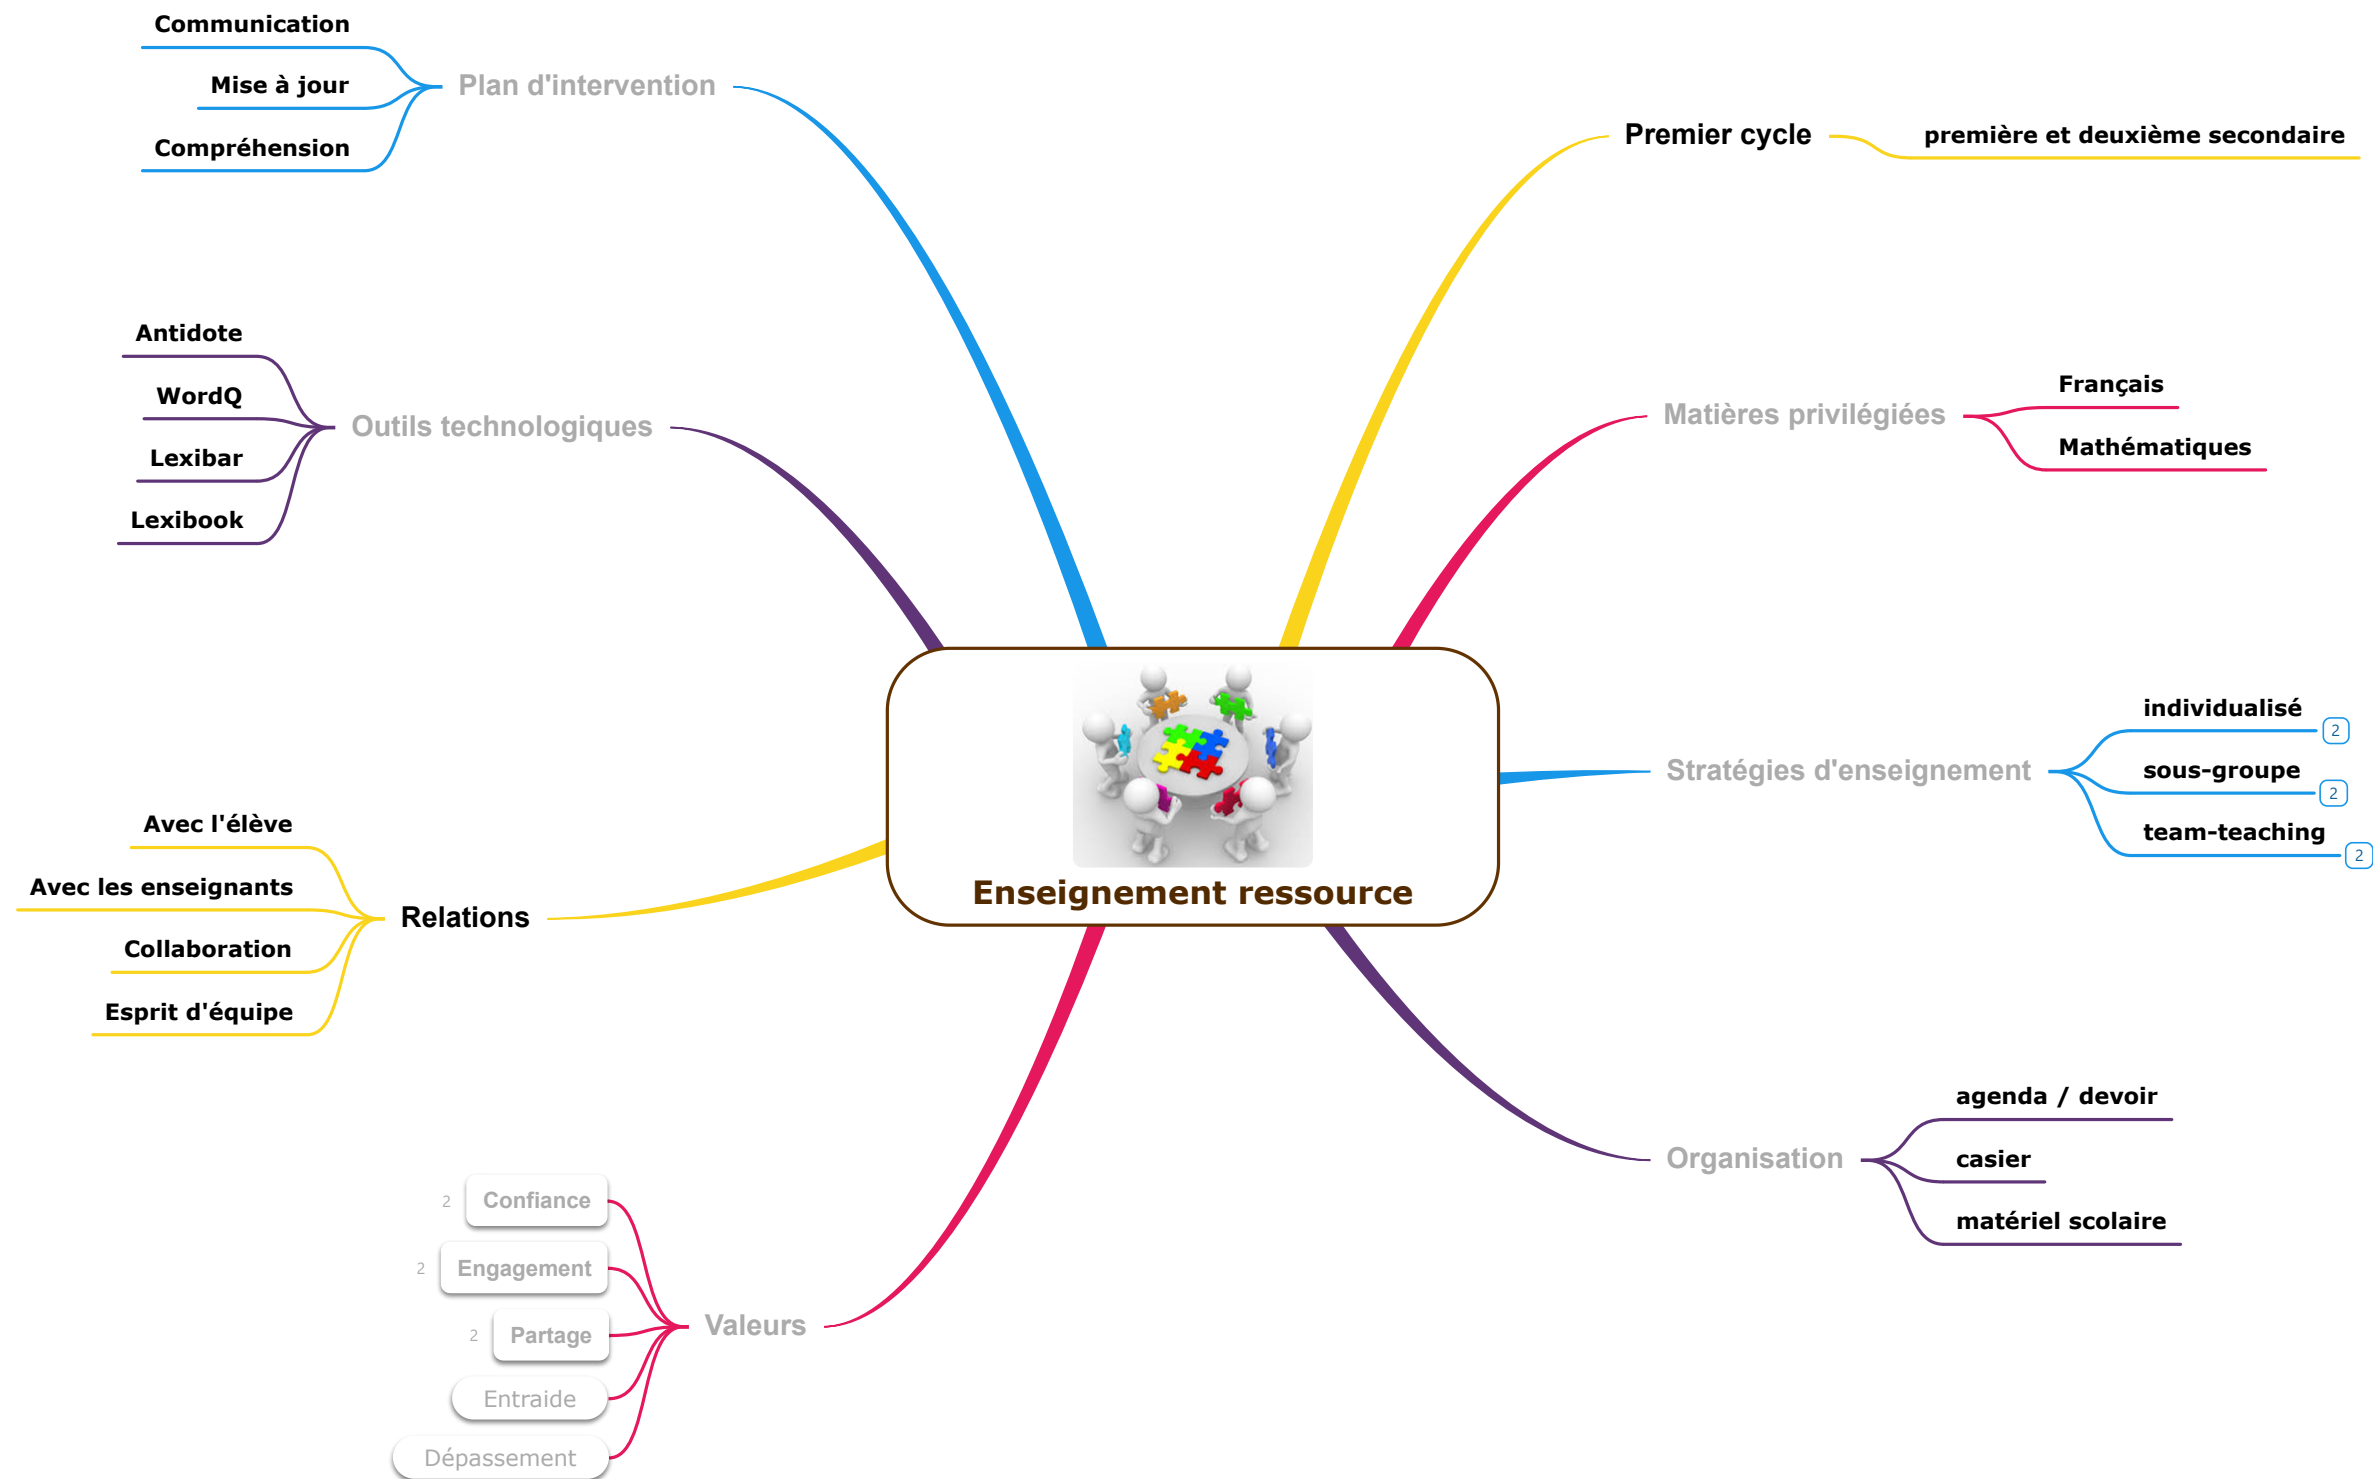 Enseignement ressource
Premier cycle
première et deuxième secondaire
Matières privilégiées
Français
Mathématiques
Stratégies d'enseignement
individualisé
2
sous-groupe
2
team-teaching
2
Organisation
agenda / devoir
casier
matériel scolaire
Plan d'intervention
Communication
Mise à jour
Compréhension
Outils technologiques
Antidote
WordQ
Lexibar
Lexibook
Relations
Avec l'élève
Avec les enseignants
Collaboration
Esprit d'équipe
Valeurs
2 Confiance
2 Engagement
2 Partage
Entraide
Dépassement